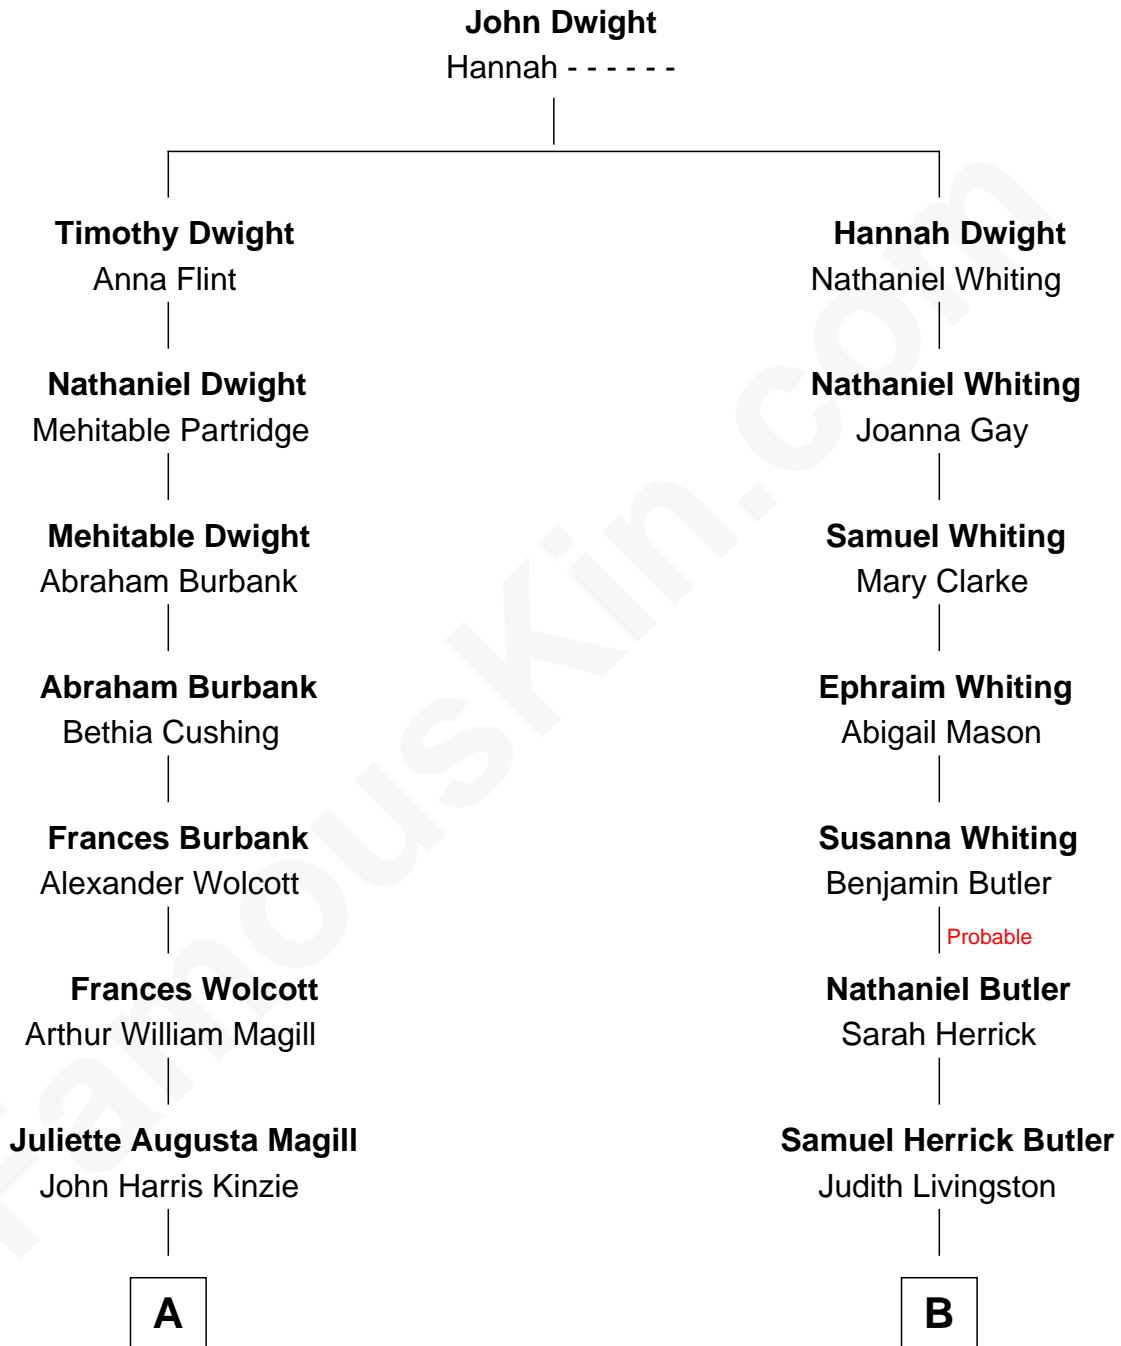 John Dwight
Hannah - - - - - -
Timothy Dwight
Anna Flint
Hannah Dwight
Nathaniel Whiting
Nathaniel Dwight
Mehitable Partridge
Nathaniel Whiting
Joanna Gay
Mehitable Dwight
Abraham Burbank
Samuel Whiting
Mary Clarke
Abraham Burbank
Bethia Cushing
Ephraim Whiting
Abigail Mason
Frances Burbank
Alexander Wolcott
Susanna Whiting
Benjamin Butler
Probable
Frances Wolcott
Arthur William Magill
Nathaniel Butler
Sarah Herrick
Juliette Augusta Magill
John Harris Kinzie
Samuel Herrick Butler
Judith Livingston
A
B
FamousKin.com